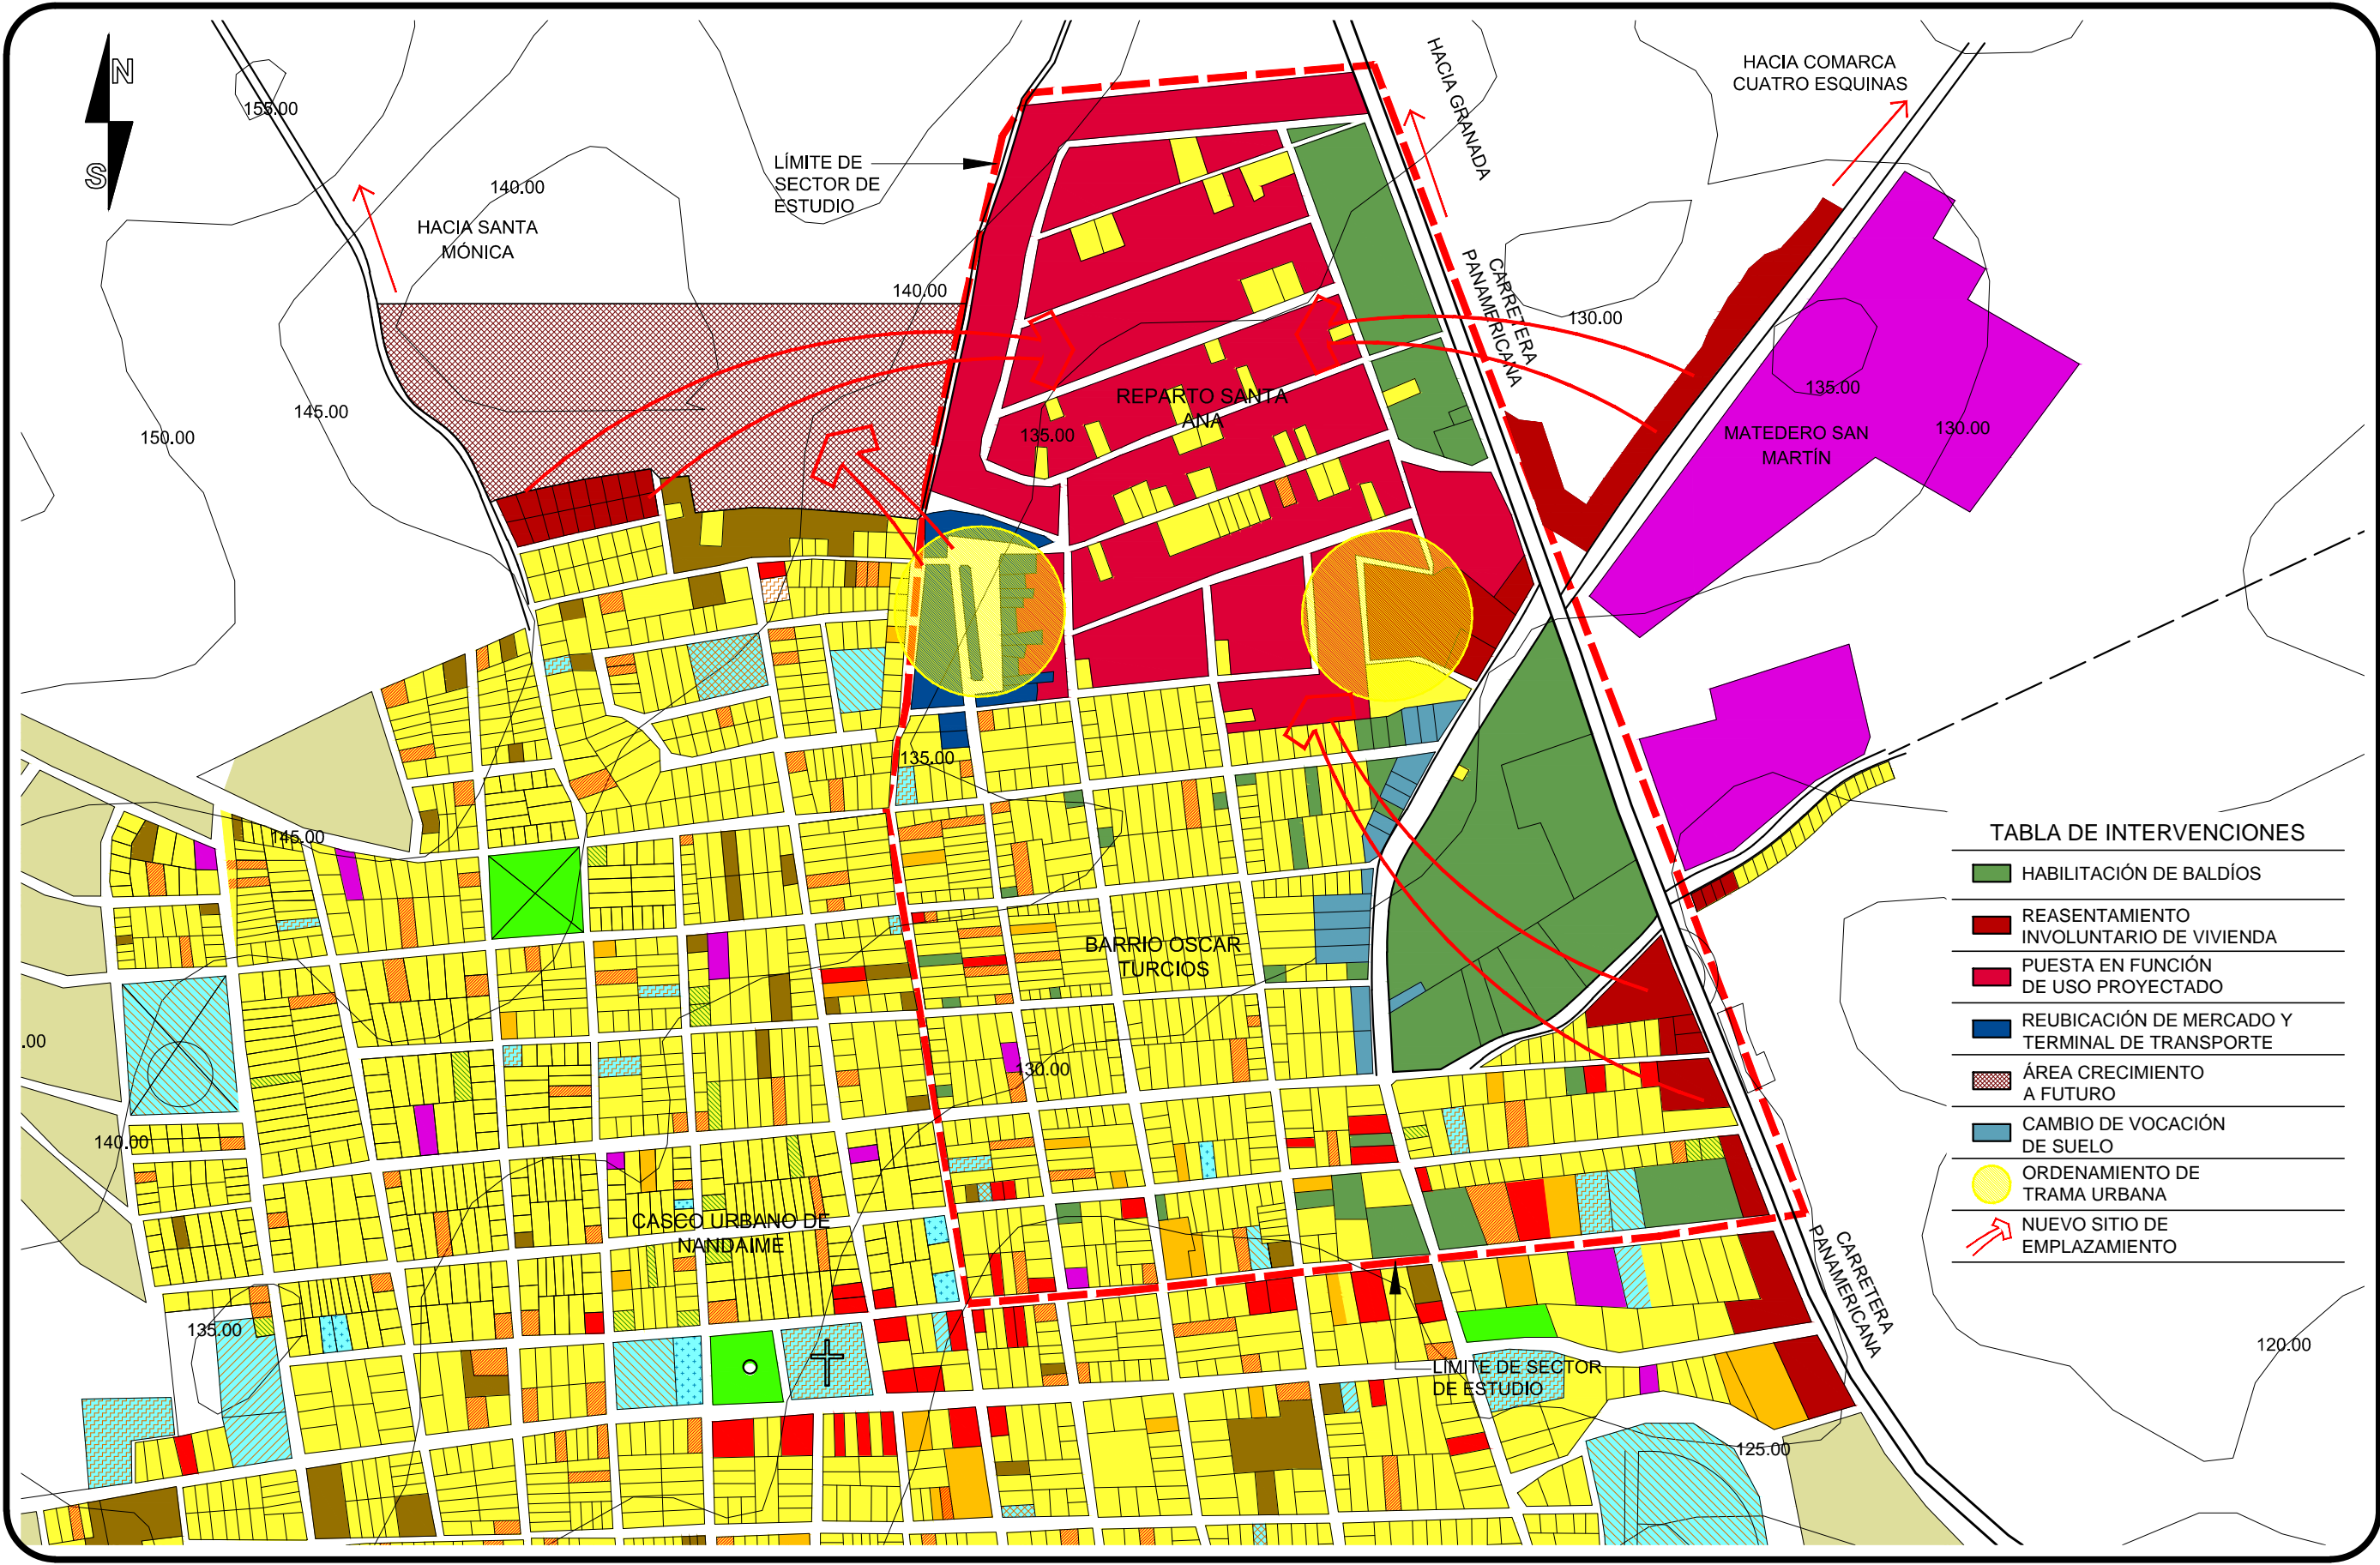 N
S
155.00
HACIA SANTA
MÓNICA
140.00
LÍMITE DE
SECTOR DE
ESTUDIO
HACIA GRANADA
HACIA COMARCA
CUATRO ESQUINAS
140.00
CARRETERA
PANAMERICANA
130.00
145.00
150.00
REPARTO SANTA
ANA
135.00
135.00
MATEDERO SAN
MARTÍN
130.00
135.00
145.00
BARRIO OSCAR
TURCIOS
.00
130.00
140.00
CASCO URBANO DE
NANDAIME
135.00
CARRETERA
PANAMERICANA
LÍMITE DE SECTOR
DE ESTUDIO
125.00
120.00
TABLA DE INTERVENCIONES
HABILITACIÓN DE BALDÍOS
REASENTAMIENTO
INVOLUNTARIO DE VIVIENDA
PUESTA EN FUNCIÓN
DE USO PROYECTADO
REUBICACIÓN DE MERCADO Y
TERMINAL DE TRANSPORTE
ÁREA CRECIMIENTO
A FUTURO
CAMBIO DE VOCACIÓN
DE SUELO
ORDENAMIENTO DE
TRAMA URBANA
NUEVO SITIO DE
EMPLAZAMIENTO